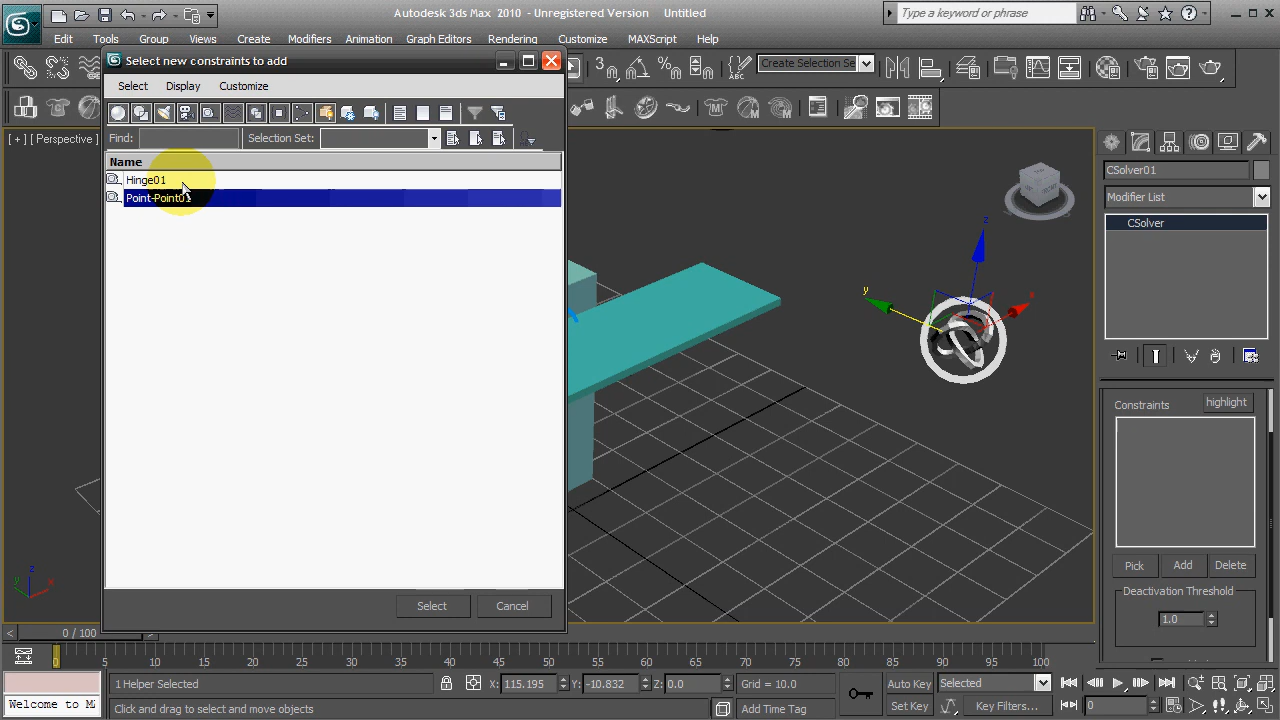 Autodesk 3ds Max 2010 - Unregistered Version Untitled
Type a keyword or phrase
Edit Tools Group Views Create Modifiers Animation Graph Editors Rendering Customize MAXScript Help
Select new constraints to add
3
Create Selection Se
Select Display Customize
Find: Selection Set:
[ + ] [ Perspective ]
Name
Hinge01
Point-Point01
CSolver01
Modifier List
CSolver
z
y
x
Constraints
highlight
Pick Add Delete
Deactivation Threshold
1.0
Select Cancel
z
y
x
< 0 / 100 >
0 5 10 15 20 25 30 35 40 45 50 55 60 65 70 75 80 85 90 95 100
1 Helper Selected
X: 115.195 Y: -10.832 Z: 0.0 Grid = 10.0
Auto Key Selected
Welcome to M
Click and drag to select and move objects
Add Time Tag
Set Key Key Filters... 0